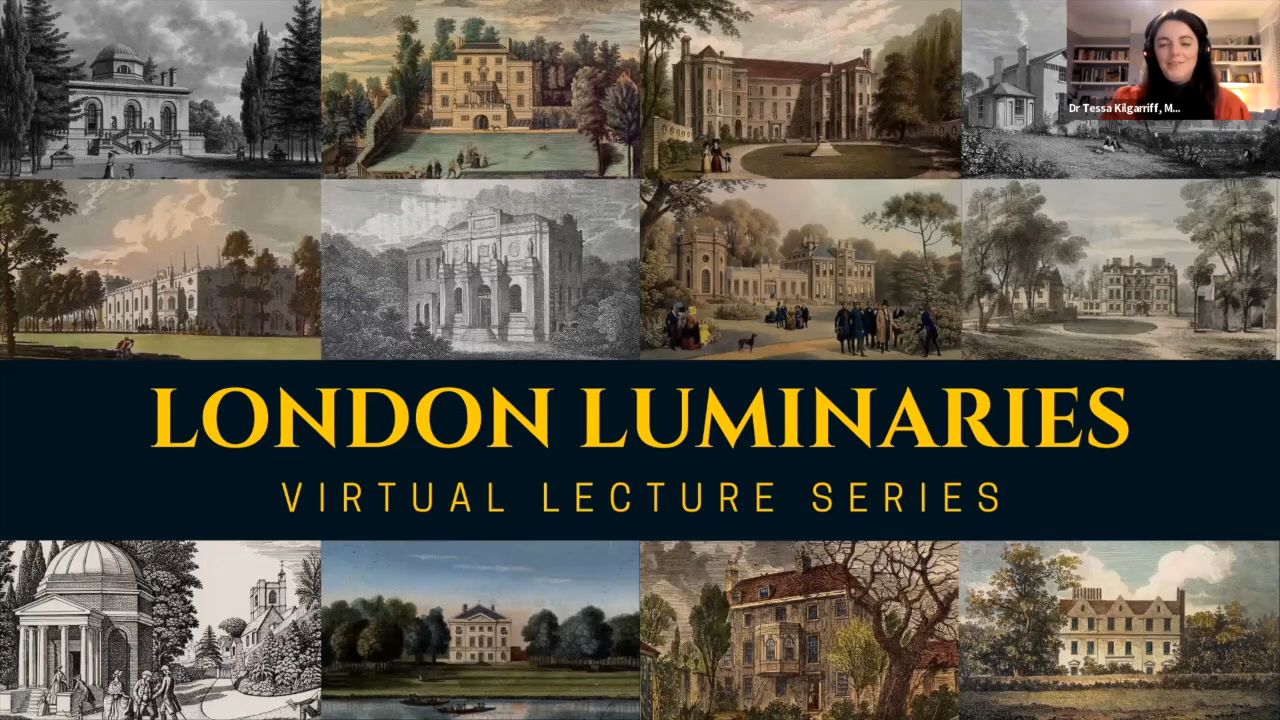 Dr Tessa Kilgarriff, M...
LONDON LUMINARIES
VIRTUAL LECTURE SERIES